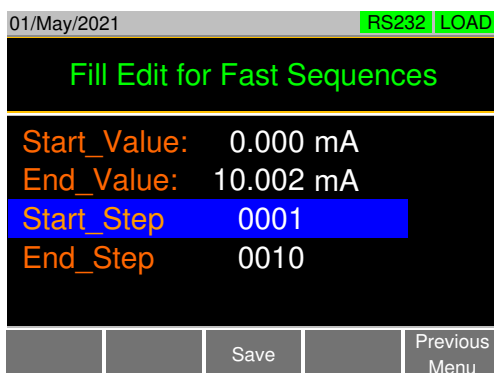 01/May/2021 RS232 LOAD
Fill Edit for Fast Sequences
Start_Value: 0.000 mA
End_Value: 10.002 mA
Start_Step 0001
End_Step 0010
Save
Previous
Menu